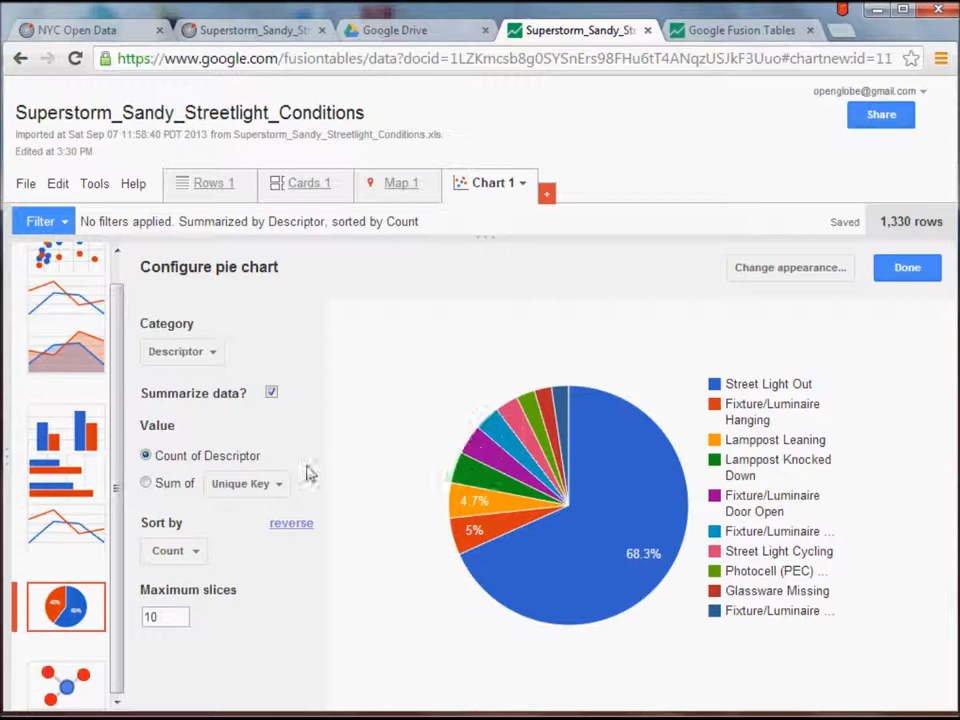 NYC Open Data
Superstorm_Sandy_St
Google Drive
Superstorm_Sandy_St
Google Fusion Tables
https://www.google.com/fusiontables/data?docid=1LZKmcsb8g0SYSnErs98FHu6tT4ANqzUSJkF3Uuo#chartnew:id=11
openglobe@gmail.com
Superstorm_Sandy_Streetlight_Conditions
Share
Imported at Sat Sep 07 11:58:40 PDT 2013 from Superstorm_Sandy_Streetlight_Conditions.xls.
Edited at 3:30 PM
File Edit Tools Help
Rows 1
Cards 1
Map 1
Chart 1
+
Filter
No filters applied. Summarized by Descriptor, sorted by Count
Saved
1,330 rows
Configure pie chart
Change appearance...
Done
Category
Descriptor
Summarize data?
Value
Count of Descriptor
Sum of Unique Key
Sort by
reverse
Count
Maximum slices
10
4.7%
5%
68.3%
Street Light Out
Fixture/Luminaire
Hanging
Lamppost Leaning
Lamppost Knocked
Down
Fixture/Luminaire
Door Open
Fixture/Luminaire ...
Street Light Cycling
Photocell (PEC) ...
Glassware Missing
Fixture/Luminaire ...